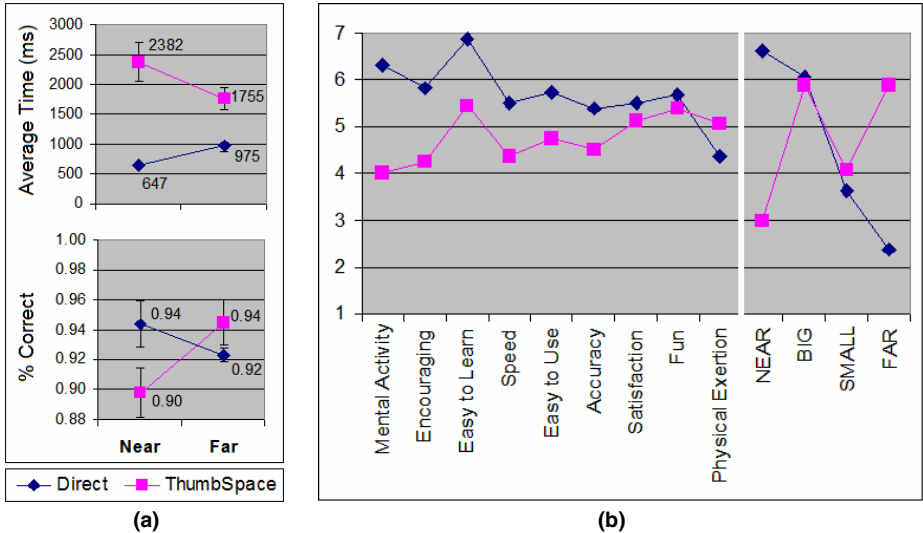 3000
2500
2000
1500
1000
500
0
Average Time (ms)
2382
1755
975
647
1.00
0.98
0.96
0.94
0.92
0.90
0.88
% Correct
0.94
0.94
0.92
0.90
Near Far
Direct ThumbSpace
(a)
7
6
5
4
3
2
1
Mental Activity
Encouraging
Easy to Learn
Speed
Easy to Use
Accuracy
Satisfaction
Fun
Physical Exertion
NEAR
BIG
SMALL
FAR
(b)